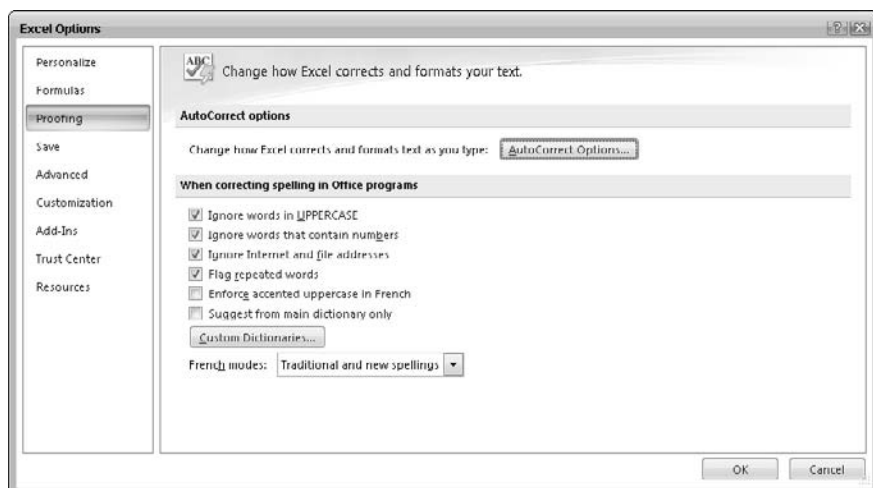 Excel Options
Personalize
Formulas
Proofing
Save
Advanced
Customization
Add-Ins
Trust Center
Resources
ABC
Change how Excel corrects and formats your text.
AutoCorrect options
Change how Excel corrects and formats text as you type: AutoCorrect Options...
When correcting spelling in Office programs
Ignore words in UPPERCASE
Ignore words that contain numbers
Ignore Internet and file addresses
Flag repeated words
Enforce accented uppercase in French
Suggest from main dictionary only
Custom Dictionaries...
French modes: Traditional and new spellings
OK Cancel